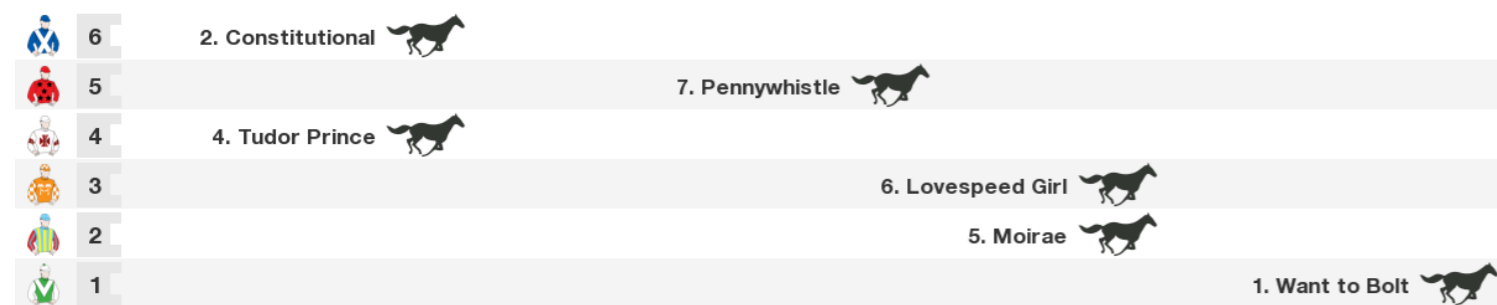 6 2. Constitutional
5 7. Pennywhistle
4 4. Tudor Prince
3 6. Lovespeed Girl
2 5. Moirae
1 1. Want to Bolt